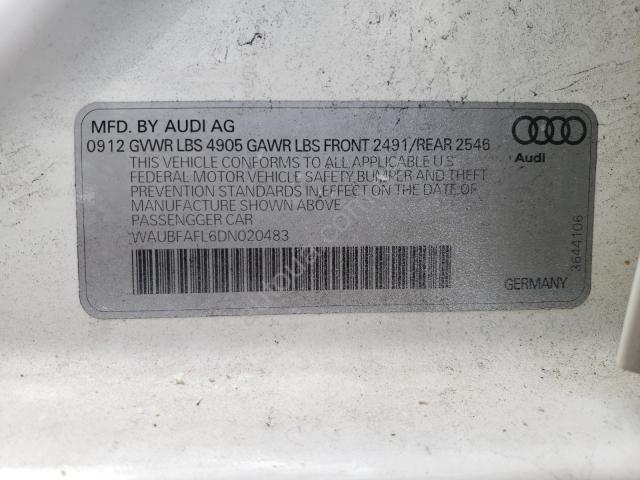 MFD. BY AUDI AG
0912 GVWR LBS 4905 GAWR LBS FRONT 2491/REAR 2546
THIS VEHICLE CONFORMS TO ALL APPLICABLE U.S
FEDERAL MOTOR VEHICLE SAFETY,BUMPER AND THEFT
PREVENTION STANDARDS IN EFFECT ON THE DATE OF
MANUFACTURE SHOWN ABOVE
PASSENGGER CAR
WAUBFAFL6DN020483
Audi
3644106
GERMANY